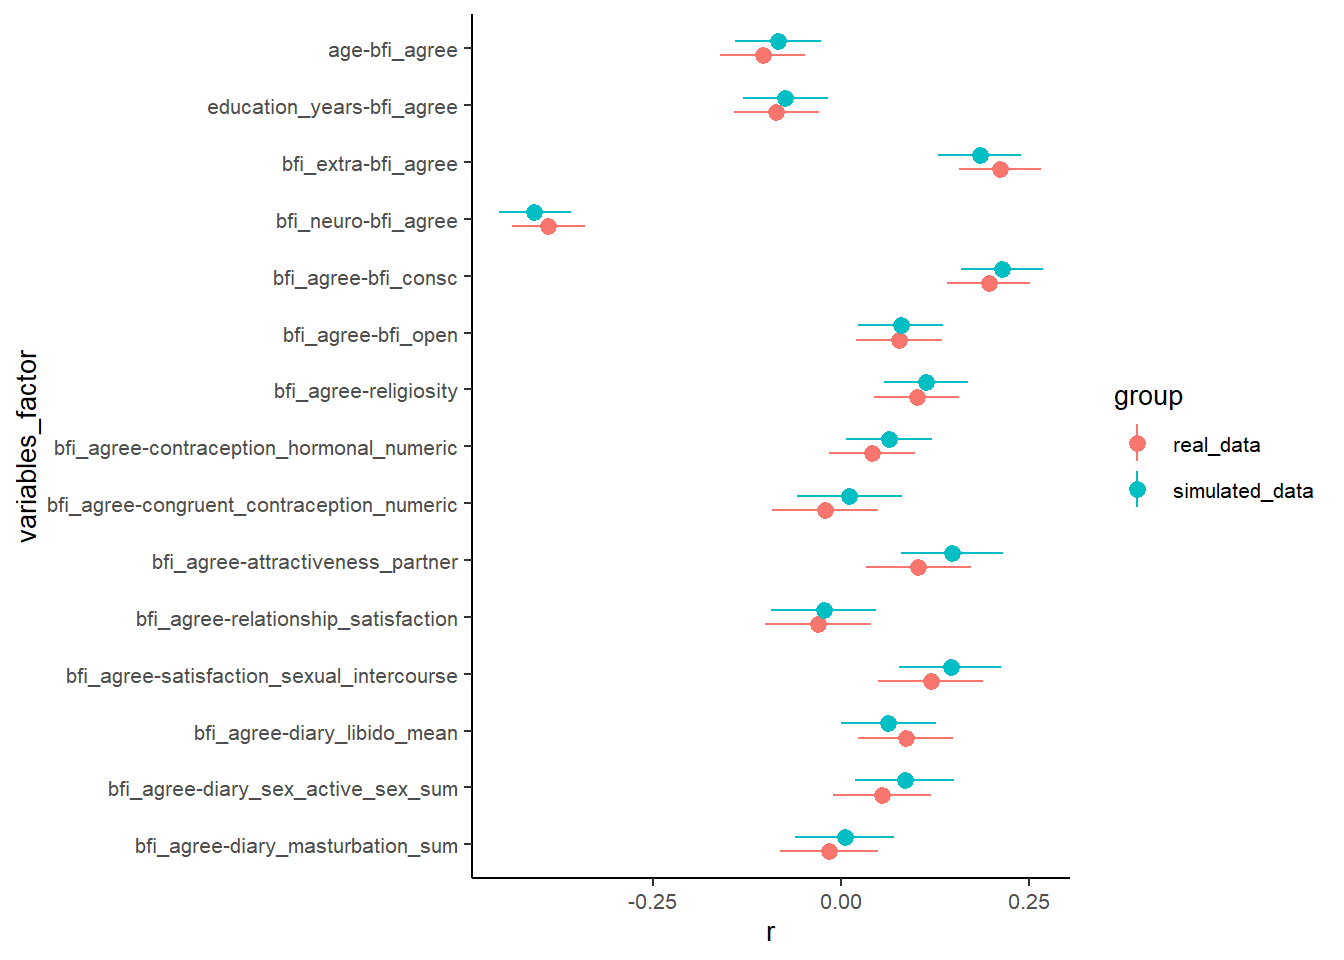 variables_factor
age-bfi_agree
education_years-bfi_agree
bfi_extra-bfi_agree
bfi_neuro-bfi_agree
bfi_agree-bfi_consc
bfi_agree-bfi_open
bfi_agree-religiosity
bfi_agree-contraception_hormonal_numeric
bfi_agree-congruent_contraception_numeric
bfi_agree-attractiveness_partner
bfi_agree-relationship_satisfaction
bfi_agree-satisfaction_sexual_intercourse
bfi_agree-diary_libido_mean
bfi_agree-diary_sex_active_sex_sum
bfi_agree-diary_masturbation_sum
-0.25 0.00 0.25
r
group
real_data
simulated_data